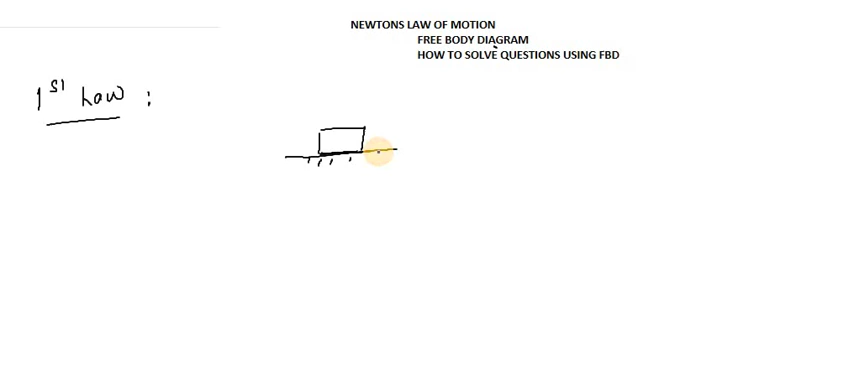 NEWTONS LAW OF MOTION
FREE BODY DIAGRAM
HOW TO SOLVE QUESTIONS USING FBD
1st Law :